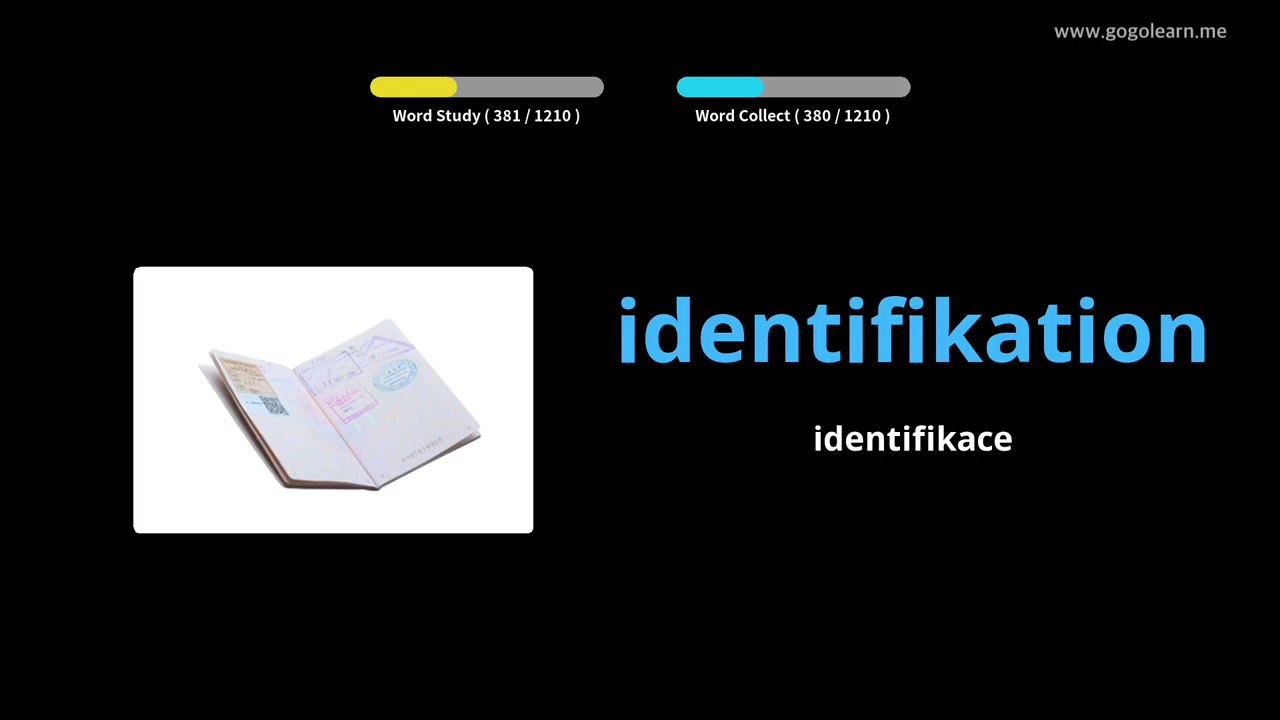 www.gogolearn.me
Word Study ( 381 / 1210 )
Word Collect ( 380 / 1210 )
identifikation
identifikace